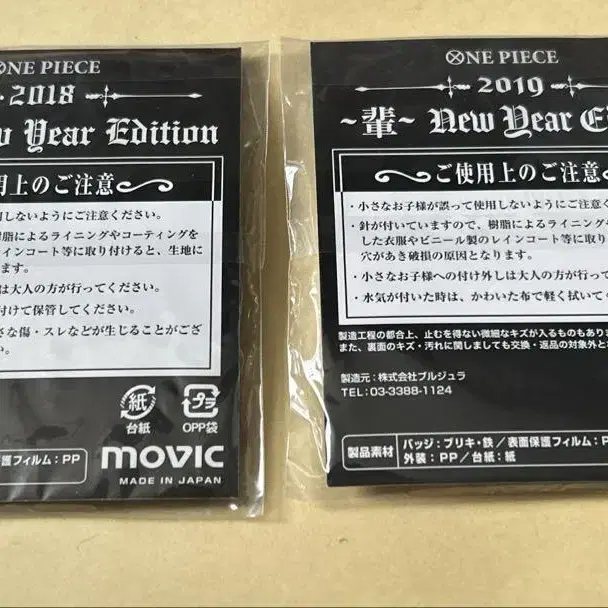 ONE PIECE
2018
Year Edition
用上のご注意
用しないようにご注意ください。
樹脂によるライニングやコーティングを
レインコート等に取り付けると、生地に
ます。
は大人の方が行ってください。
付けて保管してください。
さな傷・スレなどが生じることがござ
い。
紙
台紙
プラ
OPP袋
護フィルム:PP
movic
MADE IN JAPAN
ONE PIECE
2019
~輩~ New Year E
ご使用上のご注意
・小さなお子様が誤って使用しないようにご注意く
・針が付いていますので、樹脂によるライニング
した衣服やビニール製のレインコート等に取り
穴があき破損の原因となります。
・小さなお子様への付け外しは大人の方が行って
・水気が付いた時は、かわいた布で軽く拭いて
製造工程の都合上、止むを得ない微細なキズが入るものもありま
また、裏面のキズ・汚れに関しましても交換・返品の対象外と
製造元:株式会社ブルジュラ
TEL:03-3388-1124
製品素材
バッジ:ブリキ・鉄/表面保護フィルム:P
外装:PP/台紙:紙